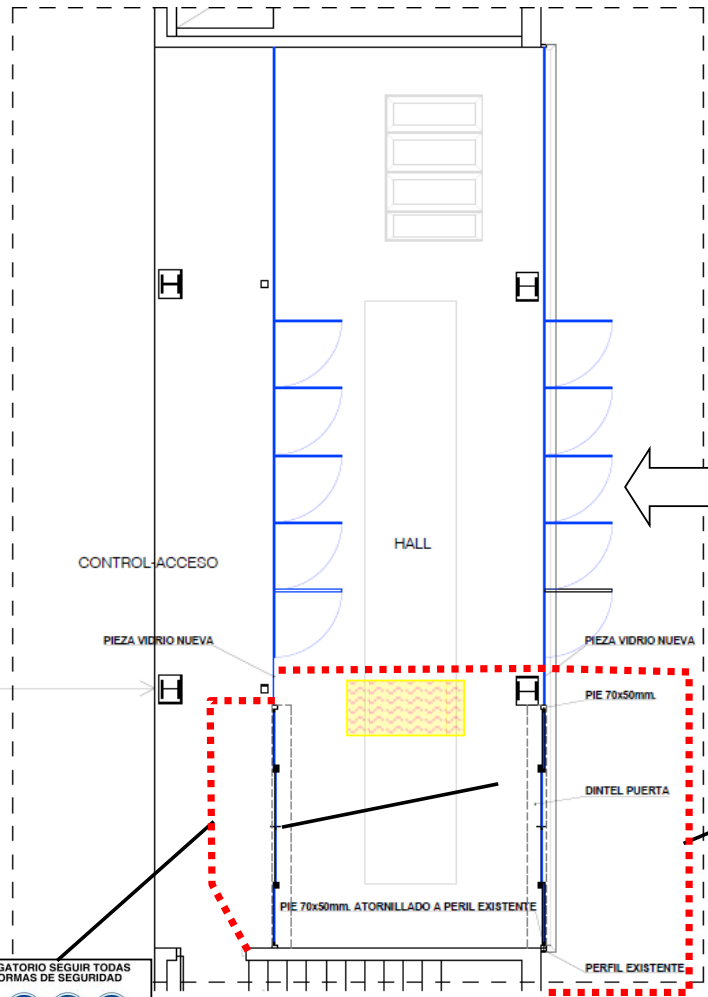 HALL
CONTROL-ACCESO
PIEZA VIDRIO NUEVA
PIEZA VIDRIO NUEVA
PIE 70x50mm.
DINTEL PUERTA
PIE 70x50mm. ATORNILLADO A PERIL EXISTENTE
PERFIL EXISTENTE
GATORIO SEGUIR TODAS
ORMAS DE SEGURIDAD